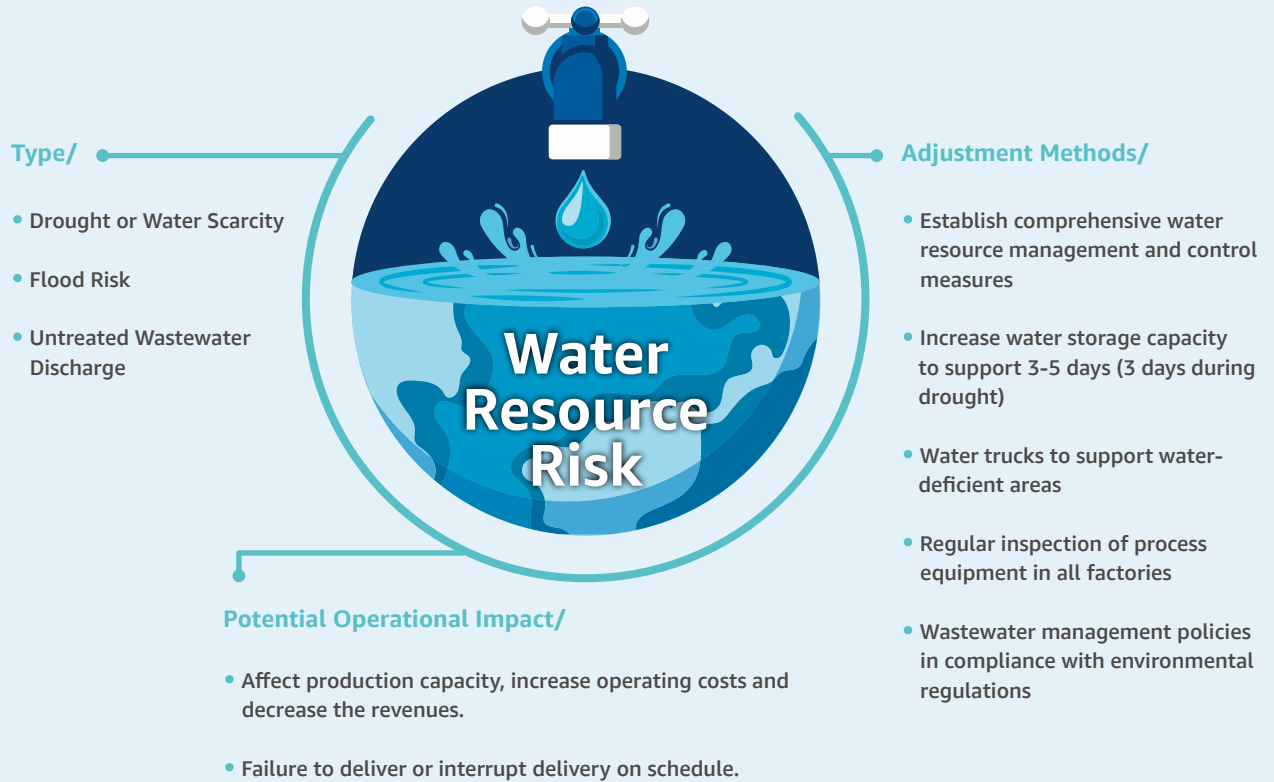 Type/
• Drought or Water Scarcity
• Flood Risk
• Untreated Wastewater
Discharge
Water
Resource
Risk
Adjustment Methods/
• Establish comprehensive water
resource management and control
measures
• Increase water storage capacity
to support 3-5 days (3 days during
drought)
• Water trucks to support water-
deficient areas
• Regular inspection of process
equipment in all factories
• Wastewater management policies
in compliance with environmental
regulations
Potential Operational Impact/
• Affect production capacity, increase operating costs and
decrease the revenues.
• Failure to deliver or interrupt delivery on schedule.